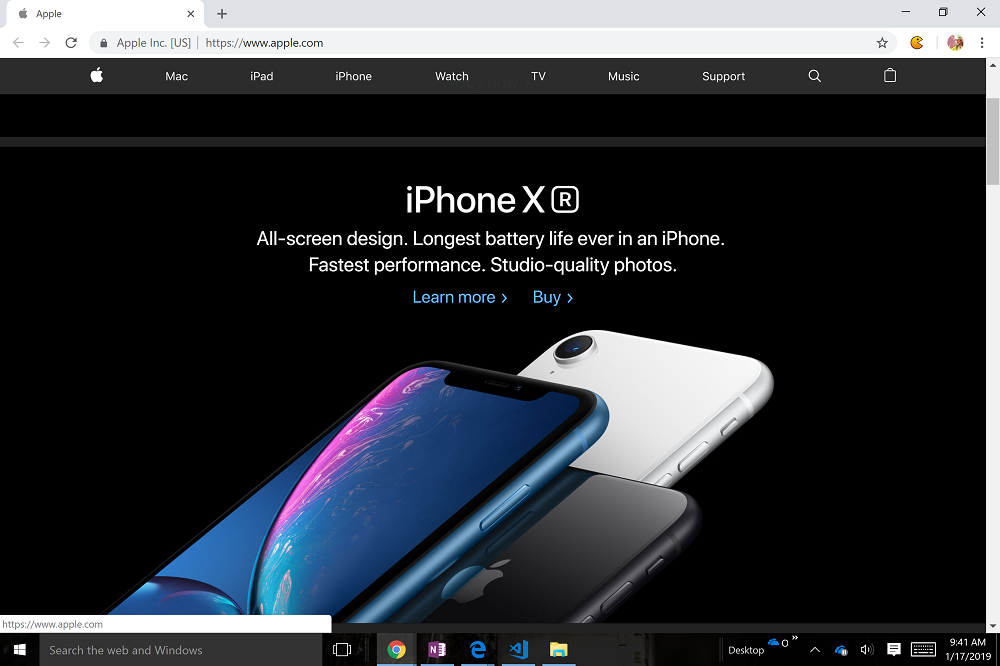 Apple
Apple Inc. [US] | https://www.apple.com
Mac iPad iPhone Watch TV Music Support
iPhone XR
All-screen design. Longest battery life ever in an iPhone.
Fastest performance. Studio-quality photos.
Learn more > Buy >
https://www.apple.com
Search the web and Windows
Desktop
0
9:41 AM
1/17/2019